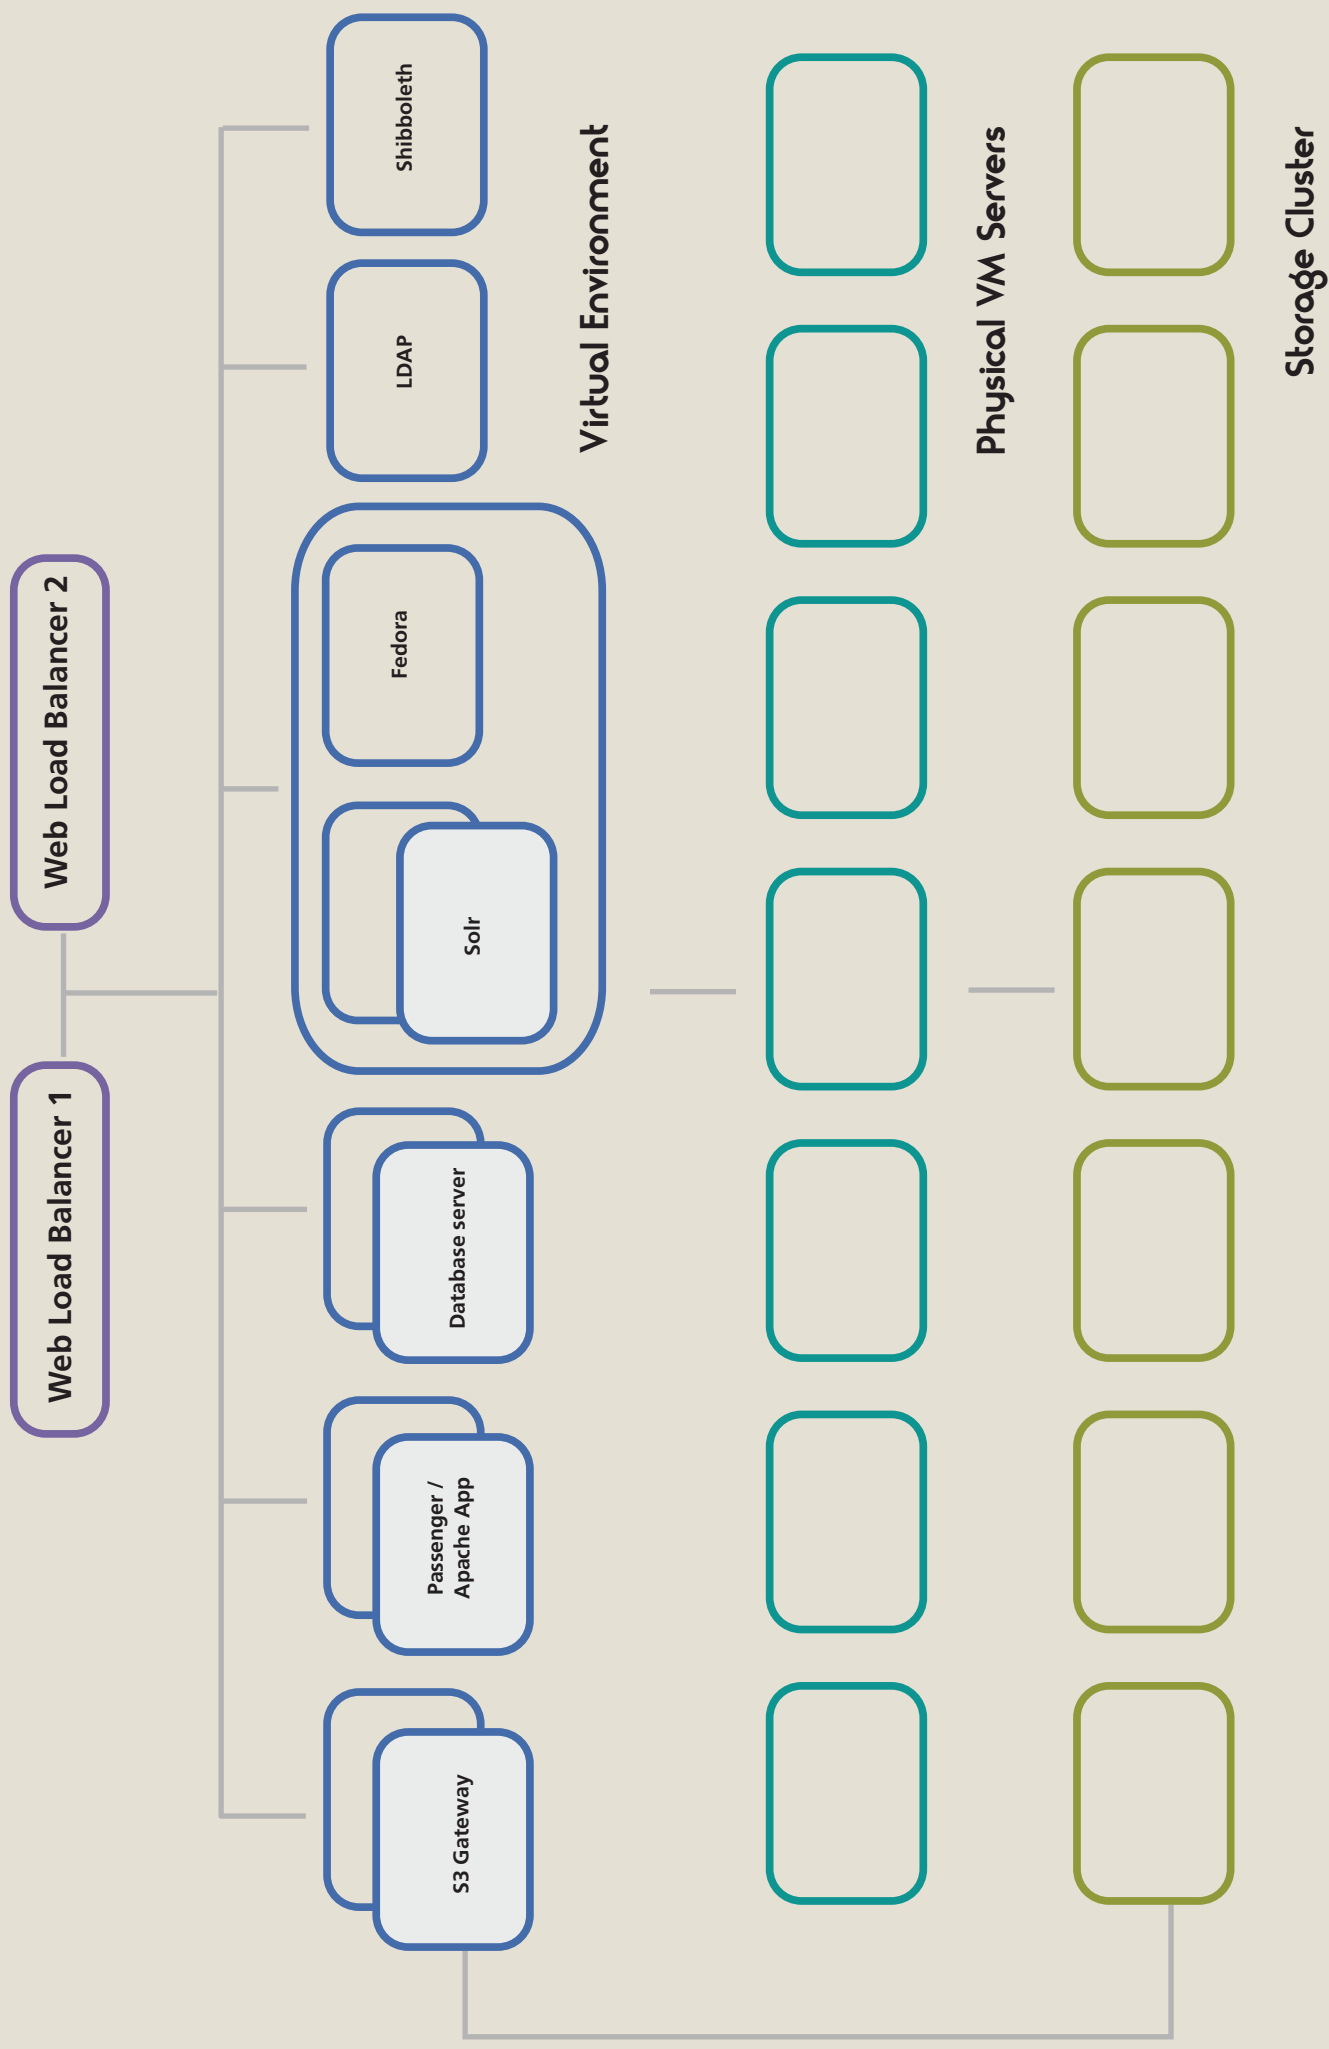 Web Load Balancer 1
Web Load Balancer 2
S3 Gateway
Passenger /
Apache App
Database server
Solr
Fedora
LDAP
Shibboleth
Virtual Environment
Physical VM Servers
Storage Cluster